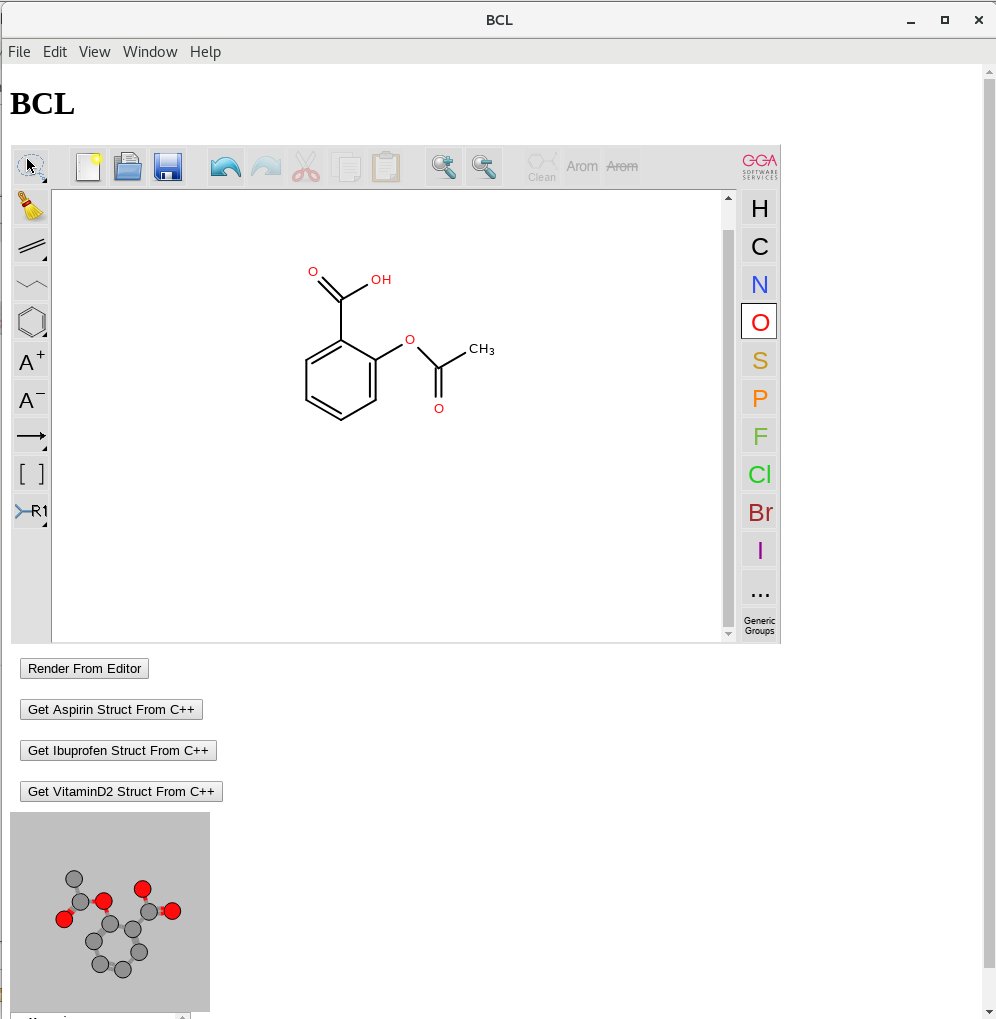 BCL
File Edit View Window Help
BCL
Clean Arom Arom
GGA
SOFTWARE
SERVICES
H
C
N
O
S
P
F
Cl
Br
I
...
Generic
Groups
A+
A−
[ ]
R1
O OH
O
CH3
O
Render From Editor
Get Aspirin Struct From C++
Get Ibuprofen Struct From C++
Get VitaminD2 Struct From C++